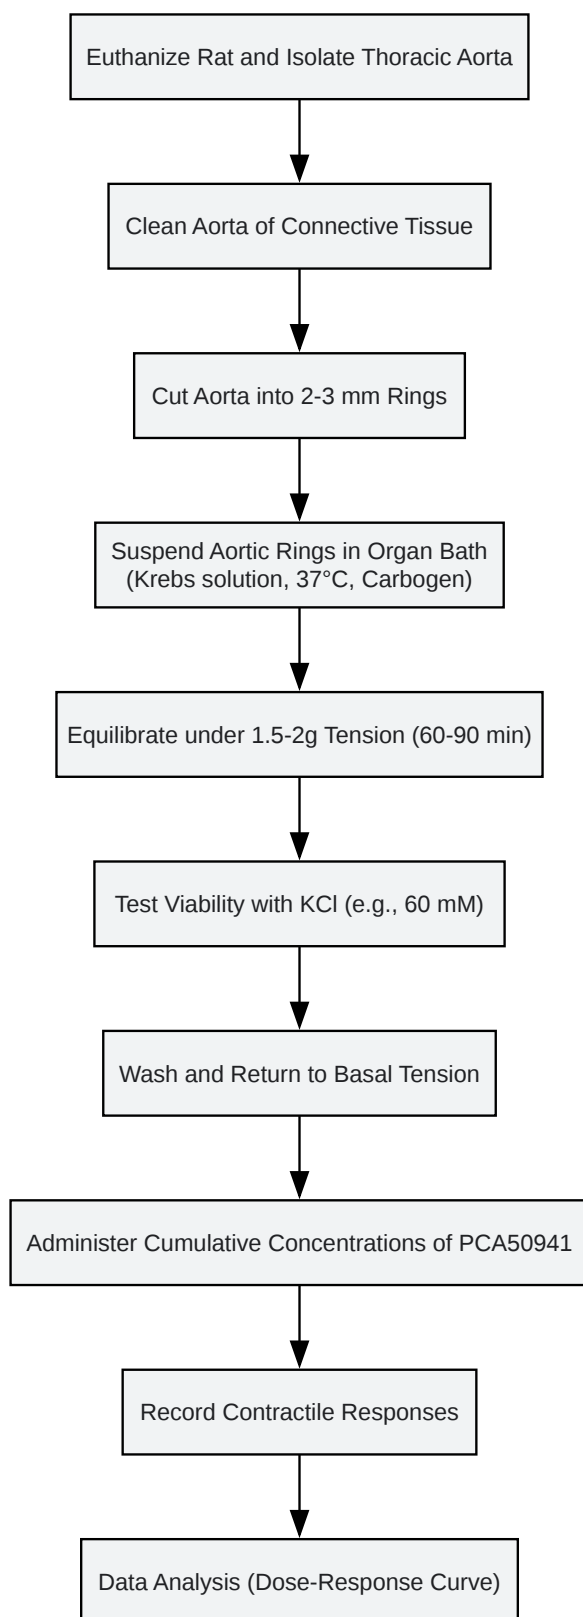 Euthanize Rat and Isolate Thoracic Aorta
Clean Aorta of Connective Tissue
Cut Aorta into 2-3 mm Rings
Suspend Aortic Rings in Organ Bath
(Krebs solution, 37°C, Carbogen)
Equilibrate under 1.5-2g Tension (60-90 min)
Test Viability with KCl (e.g., 60 mM)
Wash and Return to Basal Tension
Administer Cumulative Concentrations of PCA50941
Record Contractile Responses
Data Analysis (Dose-Response Curve)